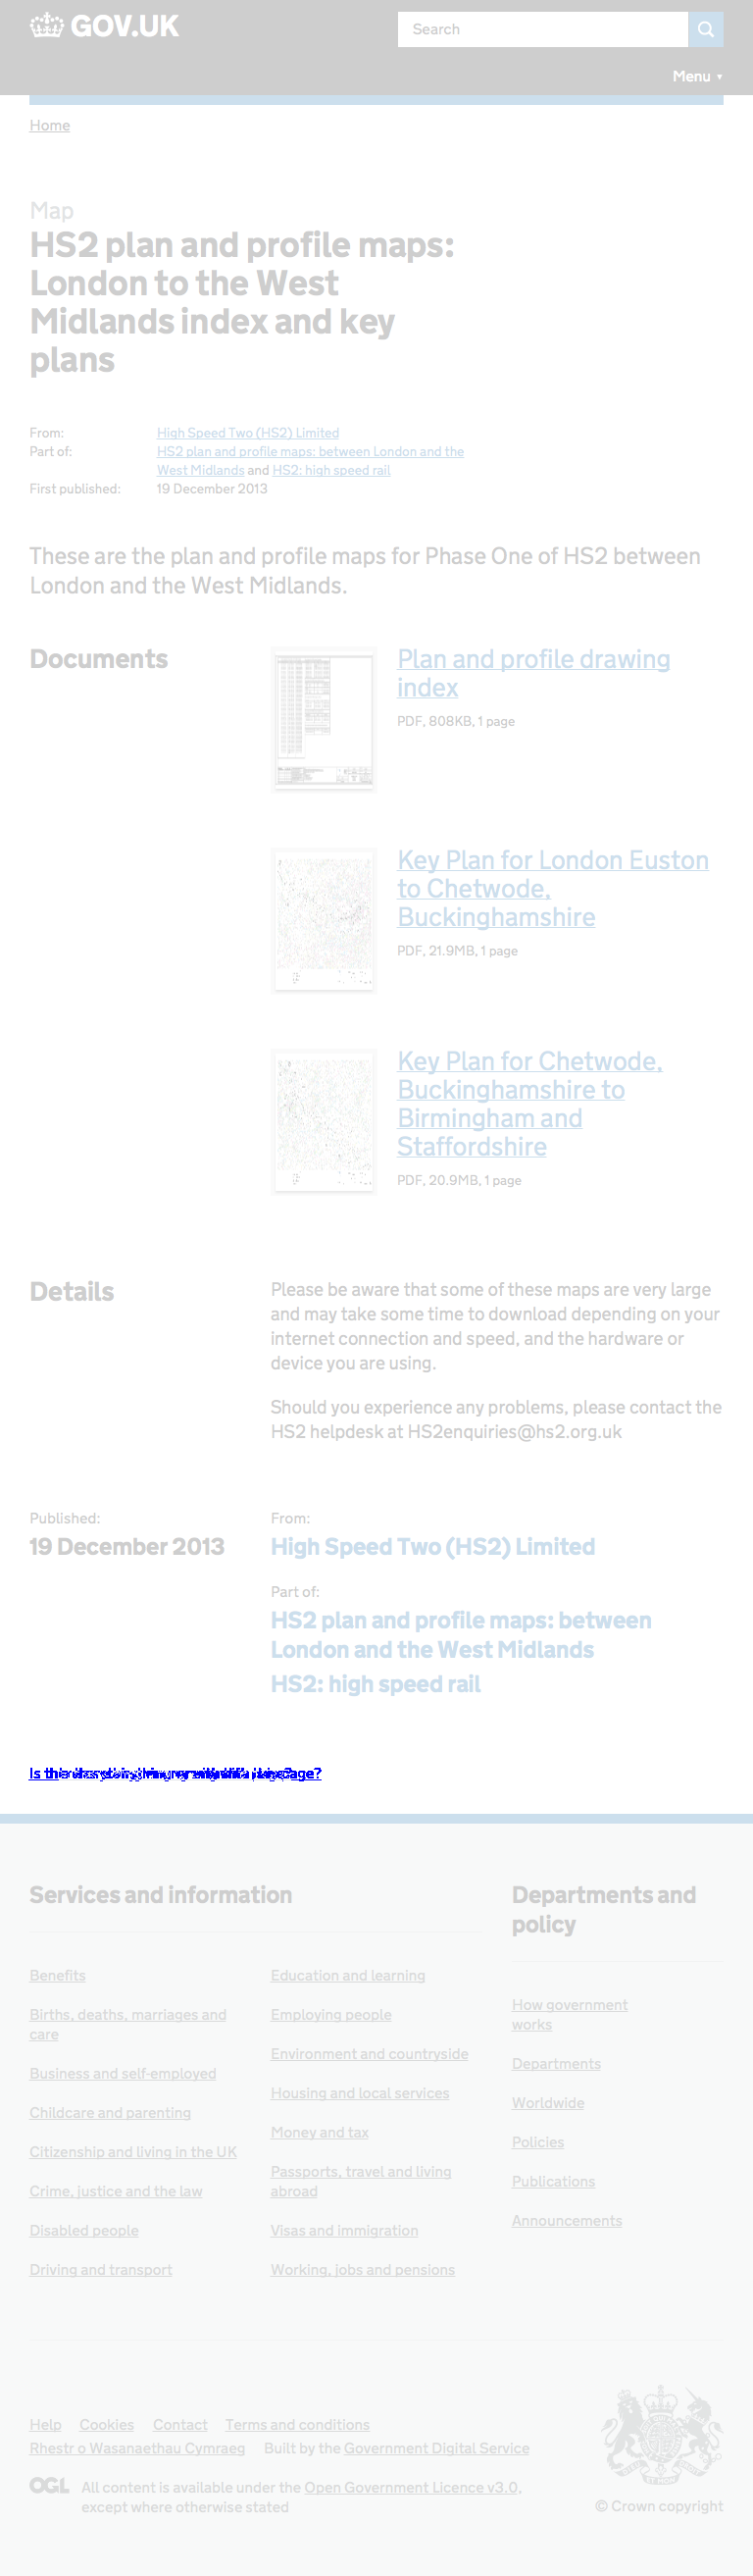 GOV.UK
Search
Menu ▼
Home
Map
HS2 plan and profile maps:
London to the West
Midlands index and key
plans
From: High Speed Two (HS2) Limited
Part of: HS2 plan and profile maps: between London and the
West Midlands and HS2: high speed rail
First published: 19 December 2013
These are the plan and profile maps for Phase One of HS2 between
London and the West Midlands.
Documents
Plan and profile drawing
index
PDF, 808KB, 1 page
Key Plan for London Euston
to Chetwode,
Buckinghamshire
PDF, 21.9MB, 1 page
Key Plan for Chetwode,
Buckinghamshire to
Birmingham and
Staffordshire
PDF, 20.9MB, 1 page
Details
Please be aware that some of these maps are very large
and may take some time to download depending on your
internet connection and speed, and the hardware or
device you are using.
Should you experience any problems, please contact the
HS2 helpdesk at HS2enquiries@hs2.org.uk
Published:
19 December 2013
From:
High Speed Two (HS2) Limited
Part of:
HS2 plan and profile maps: between
London and the West Midlands
HS2: high speed rail
Services and information
Benefits
Births, deaths, marriages and
care
Business and self-employed
Childcare and parenting
Citizenship and living in the UK
Crime, justice and the law
Disabled people
Driving and transport
Education and learning
Employing people
Environment and countryside
Housing and local services
Money and tax
Passports, travel and living
abroad
Visas and immigration
Working, jobs and pensions
Departments and
policy
How government
works
Departments
Worldwide
Policies
Publications
Announcements
Help Cookies Contact Terms and conditions
Rhestr o Wasanaethau Cymraeg Built by the Government Digital Service
OGL All content is available under the Open Government Licence v3.0,
except where otherwise stated
© Crown copyright